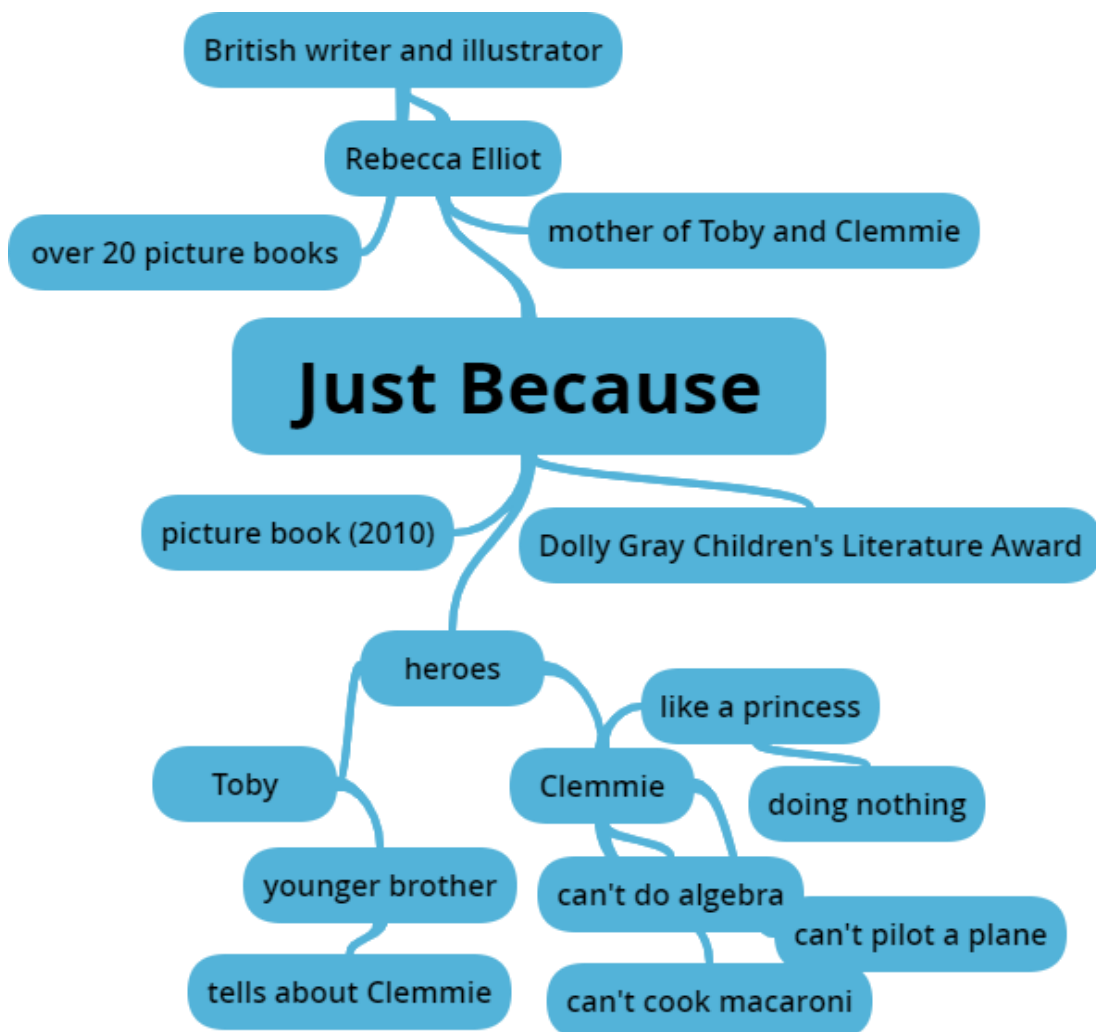 British writer and illustrator
Rebecca Elliot
mother of Toby and Clemmie
over 20 picture books
Just Because
picture book (2010)
Dolly Gray Children's Literature Award
heroes
like a princess
Toby
Clemmie
doing nothing
younger brother
can't do algebra
can't pilot a plane
tells about Clemmie
can't cook macaroni